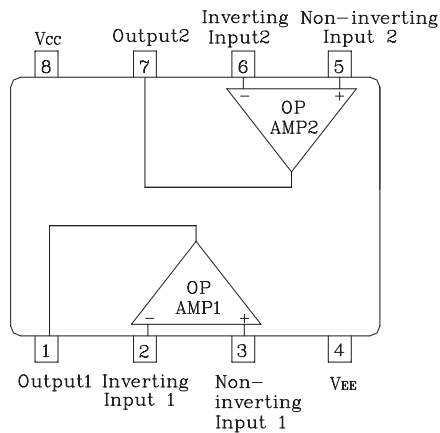 Vcc
Output2
Inverting
Input2
Non-inverting
Input 2
8
7
6
5
−
+
OP
AMP2
OP
AMP1
−
+
1
2
3
4
Output1
Inverting
Input 1
Non-
inverting
Input 1
VEE